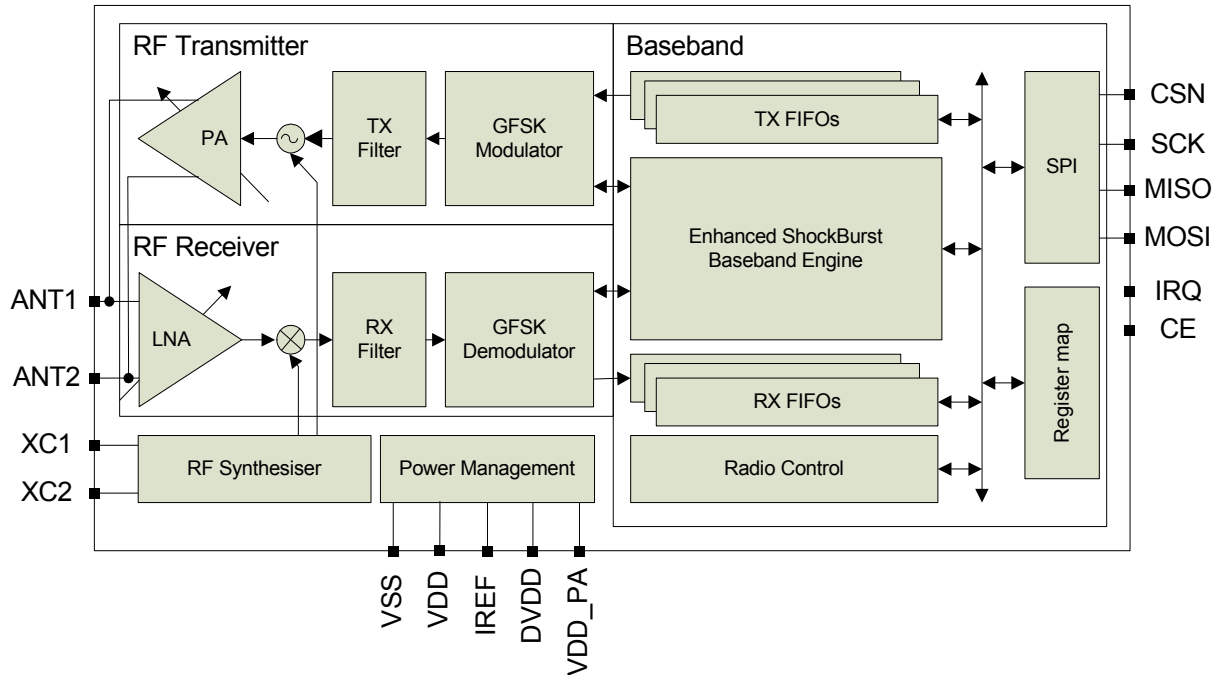 RF Transmitter
Baseband
PA
TX
Filter
GFSK
Modulator
TX FIFOs
SPI
CSN
SCK
MISO
MOSI
Enhanced ShockBurst
Baseband Engine
RF Receiver
ANT1
ANT2
LNA
RX
Filter
GFSK
Demodulator
RX FIFOs
Register map
IRQ
CE
XC1
XC2
RF Synthesiser
Power Management
Radio Control
VSS
VDD
IREF
DVDD
VDD_PA